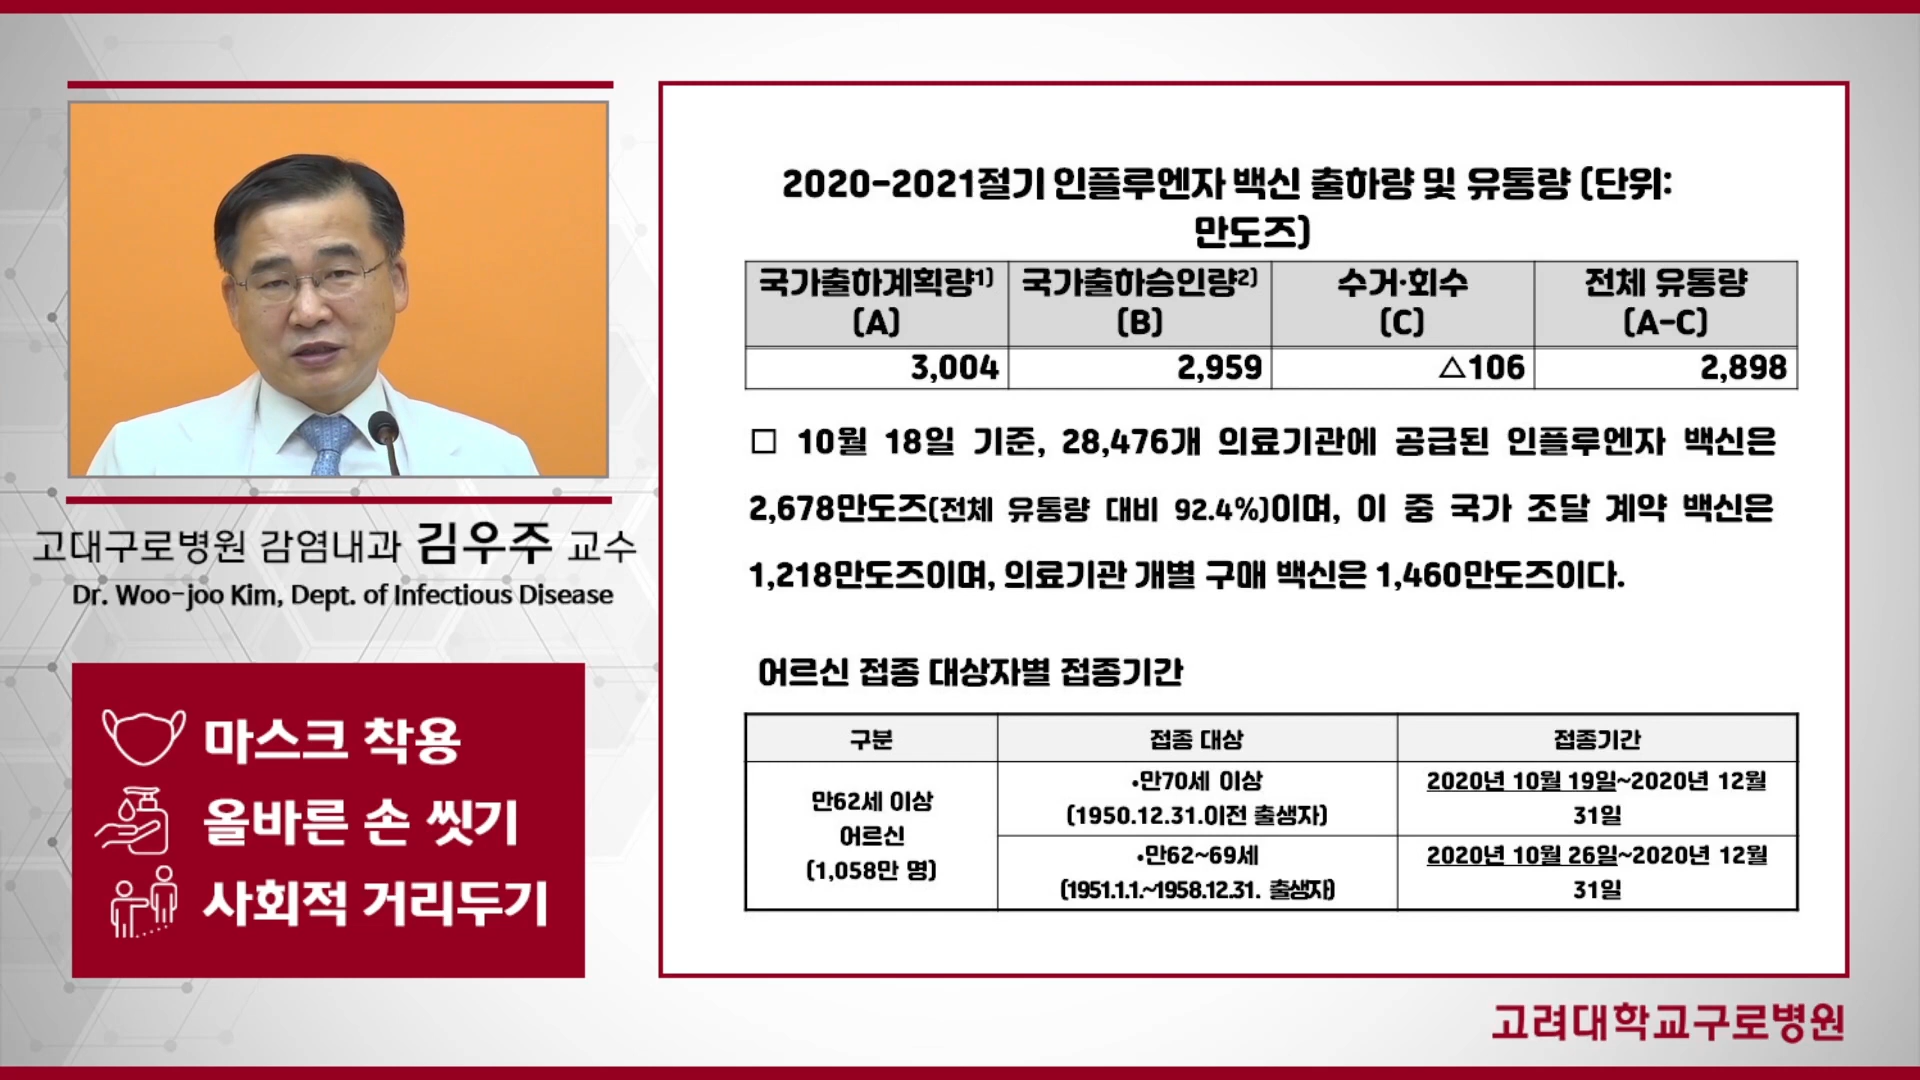 고대구로병원 감염내과 김우주 교수
Dr. Woo-joo Kim, Dept. of Infectious Disease
마스크 착용
올바른 손 씻기
사회적 거리두기
2020-2021절기 인플루엔자 백신 출하량 및 유통량 (단위:
만도즈)
국가출하계획량1) 국가출하승인량2) 수거·회수 전체 유통량
(A) (B) (C) (A-C)
3,004 2,959 △106 2,898
□ 10월 18일 기준, 28,476개 의료기관에 공급된 인플루엔자 백신은
2,678만도즈(전체 유통량 대비 92.4%)이며, 이 중 국가 조달 계약 백신은
1,218만도즈이며, 의료기관 개별 구매 백신은 1,460만도즈이다.
어르신 접종 대상자별 접종기간
구분 접종 대상 접종기간
만62세 이상
어르신
(1,058만 명)
•만70세 이상
(1950.12.31.이전 출생자)
2020년 10월 19일~2020년 12월
31일
•만62~69세
(1951.1.1.~1958.12.31. 출생자)
2020년 10월 26일~2020년 12월
31일
고려대학교구로병원